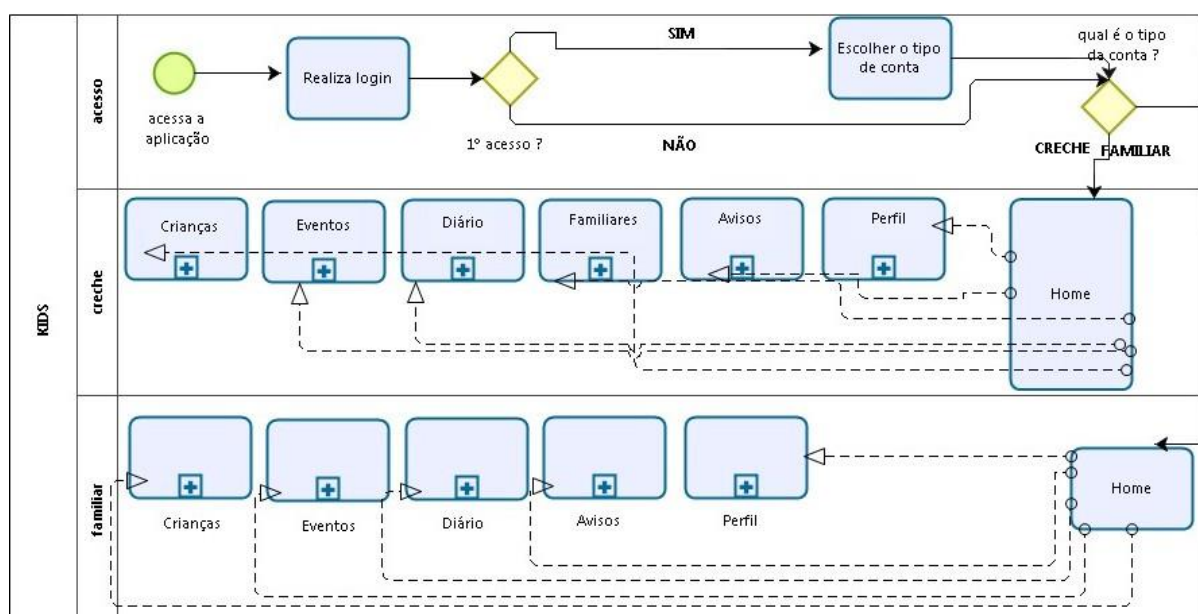 KIDS
acesso
acessa a
aplicação
Realiza login
1º acesso ?
SIM
NÃO
Escolher o tipo
de conta
qual é o tipo
da conta ?
CRECHE
FAMILIAR
creche
Crianças
Eventos
Diário
Familiares
Avisos
Perfil
Home
familiar
Crianças
Eventos
Diário
Avisos
Perfil
Home